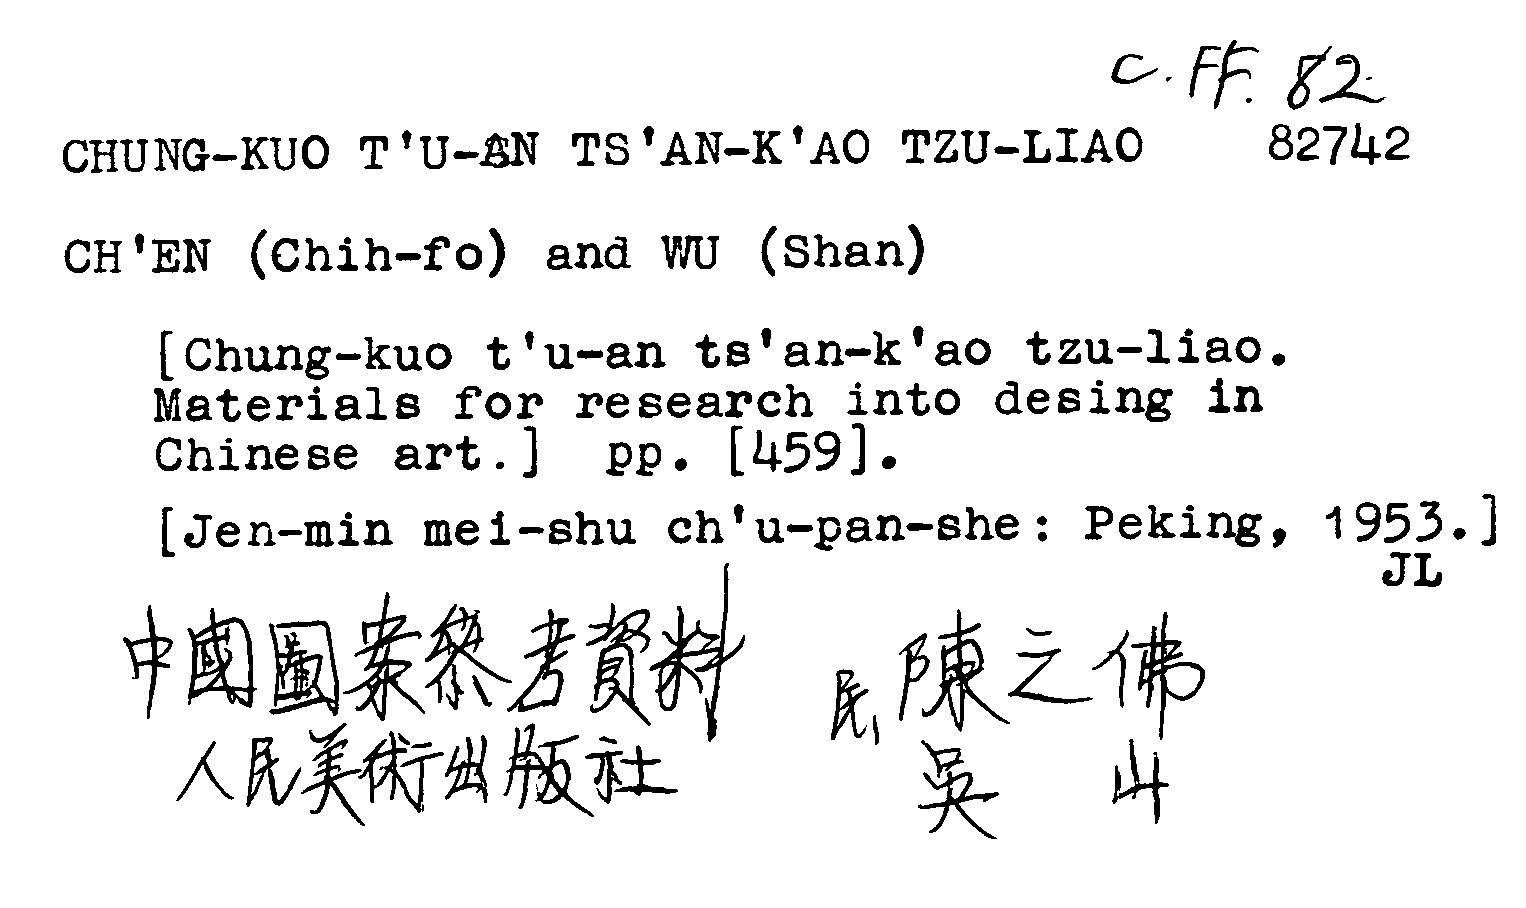 C. FF. 82
CHUNG-KUO T'U-AN TS'AN-K'AO TZU-LIAO 82742
CH'EN (Chih-fo) and WU (Shan)
[Chung-kuo t'u-an ts'an-k'ao tzu-liao.
Materials for research into desing in
Chinese art.] pp. [459].
[Jen-min mei-shu ch'u-pan-she: Peking, 1953.]
JL
中國圖案叅考資料 民, 陳之佛
人民美術出版社 吳山